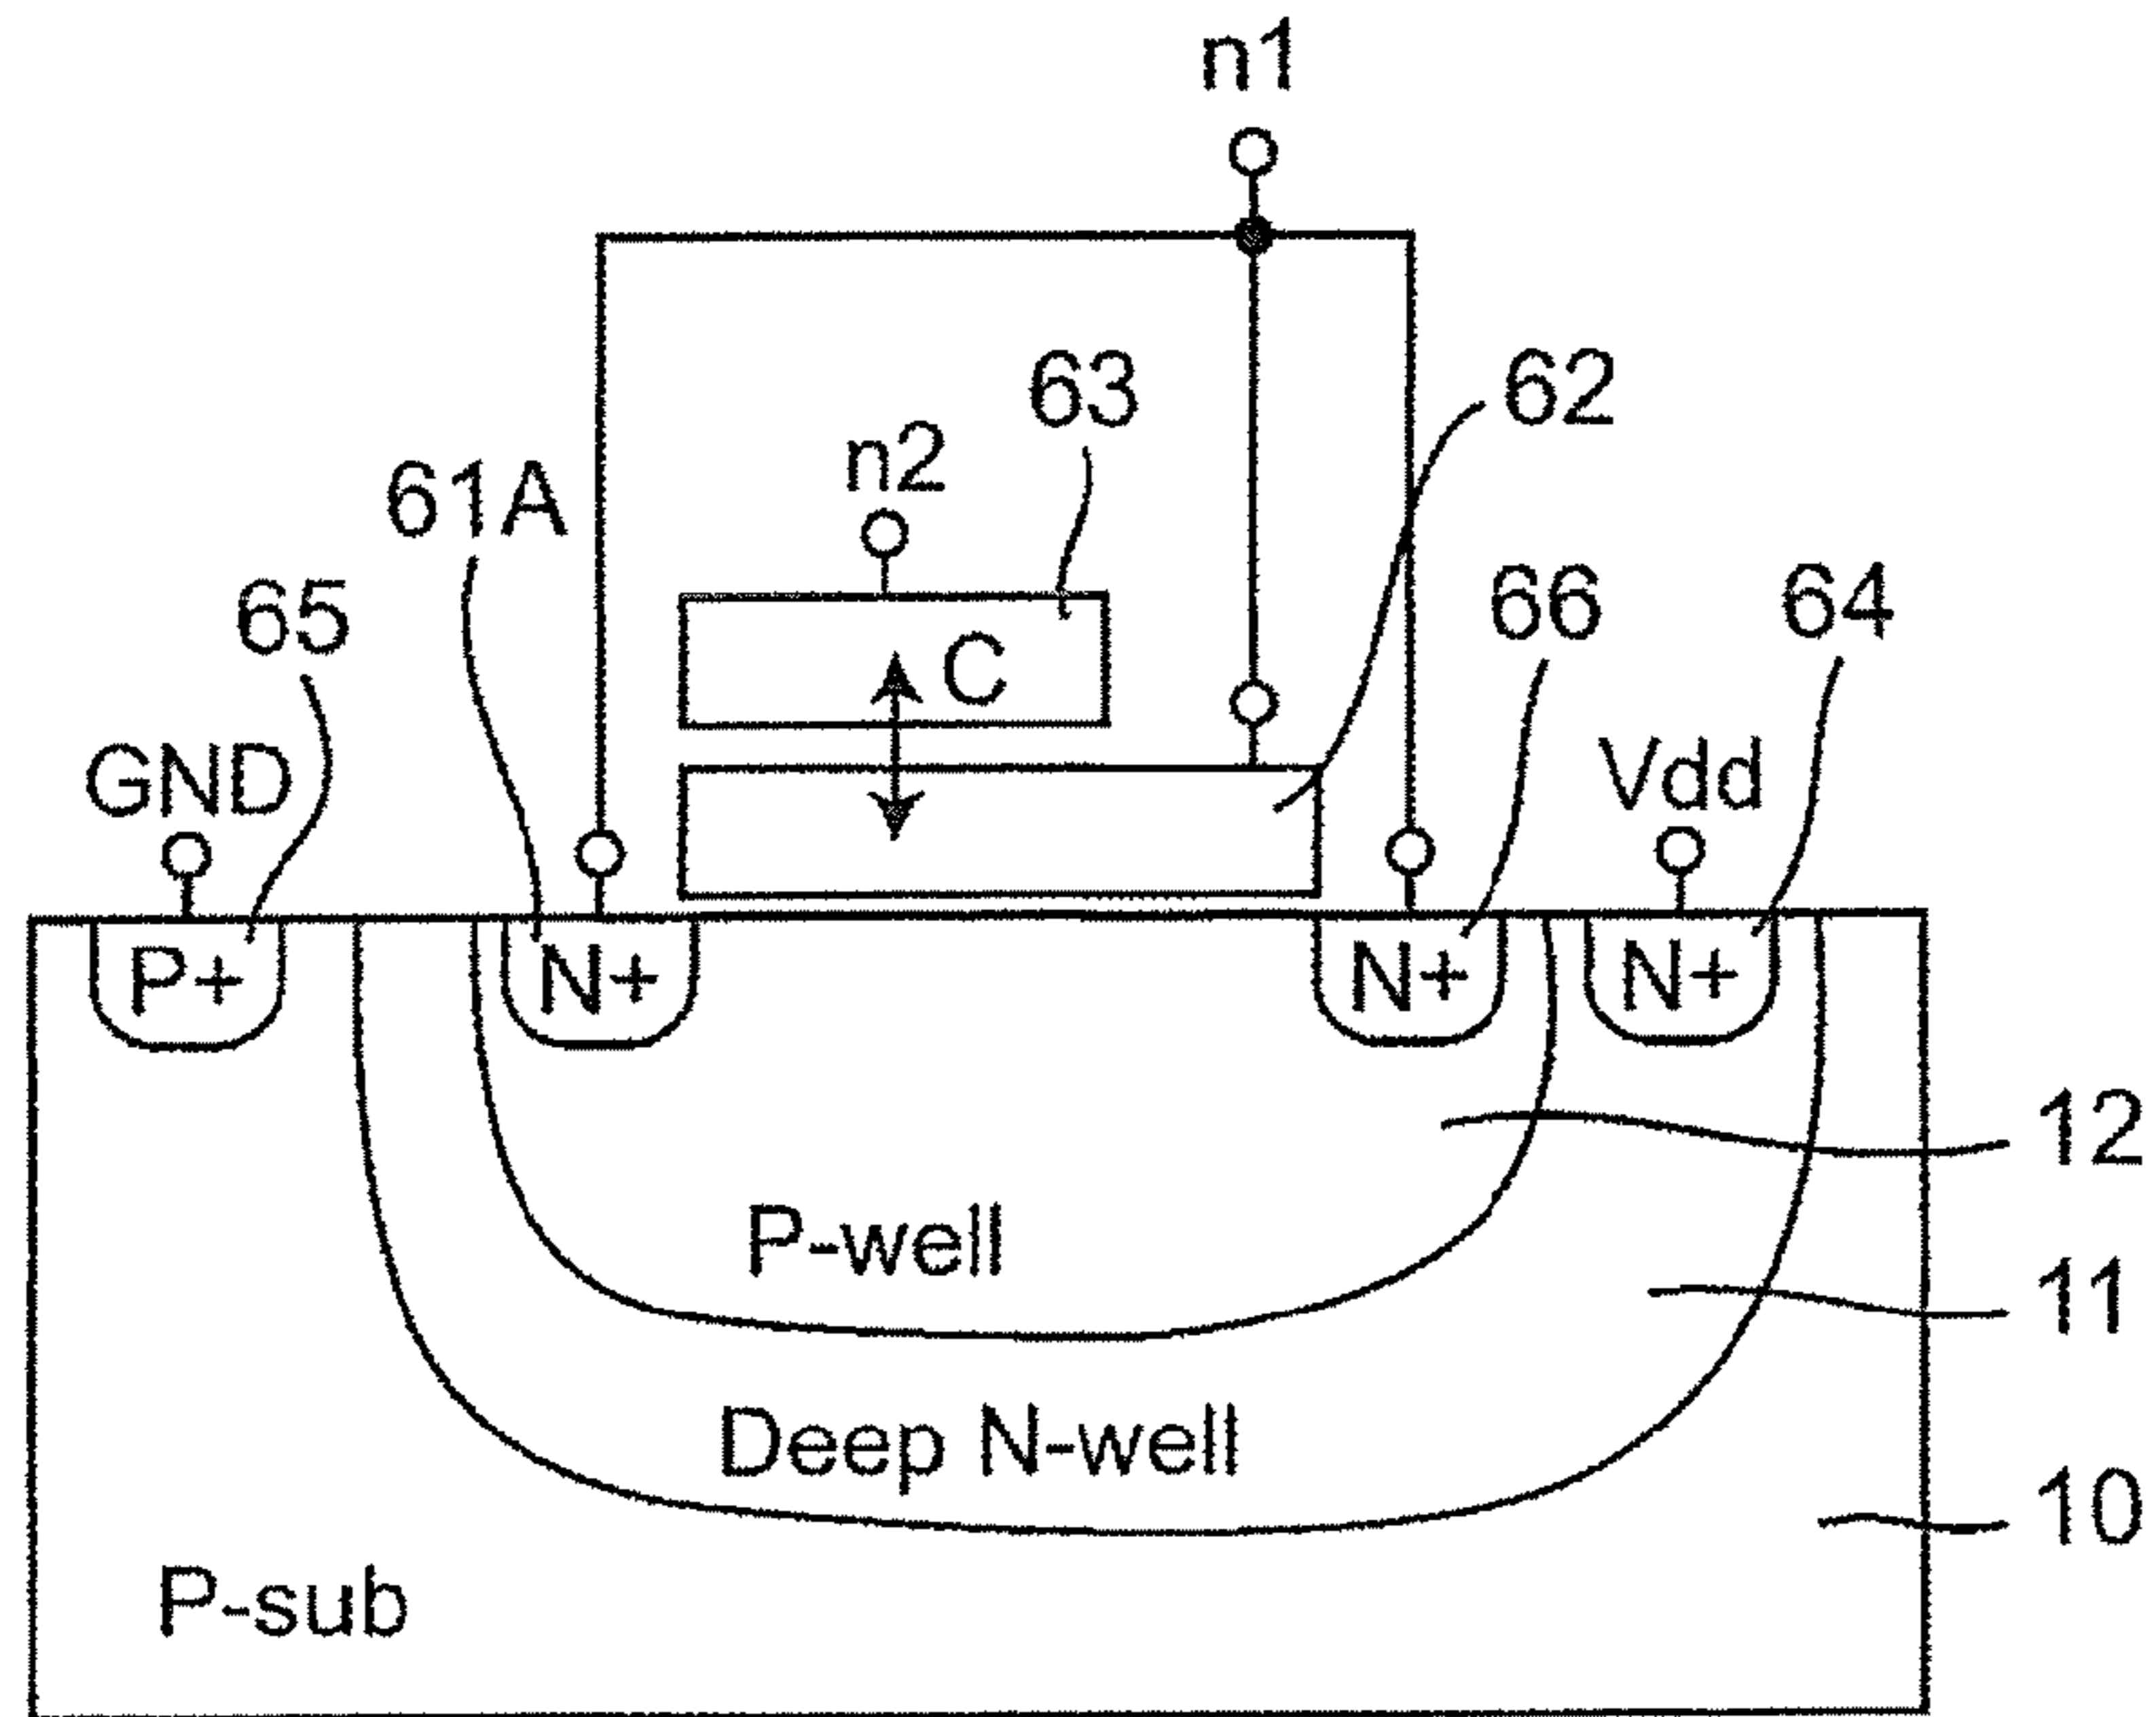 n1
63
62
n2
61A
65
66
64
C
GND
Vdd
P+
N+
N+
N+
12
P-well
11
Deep N-well
10
P-sub